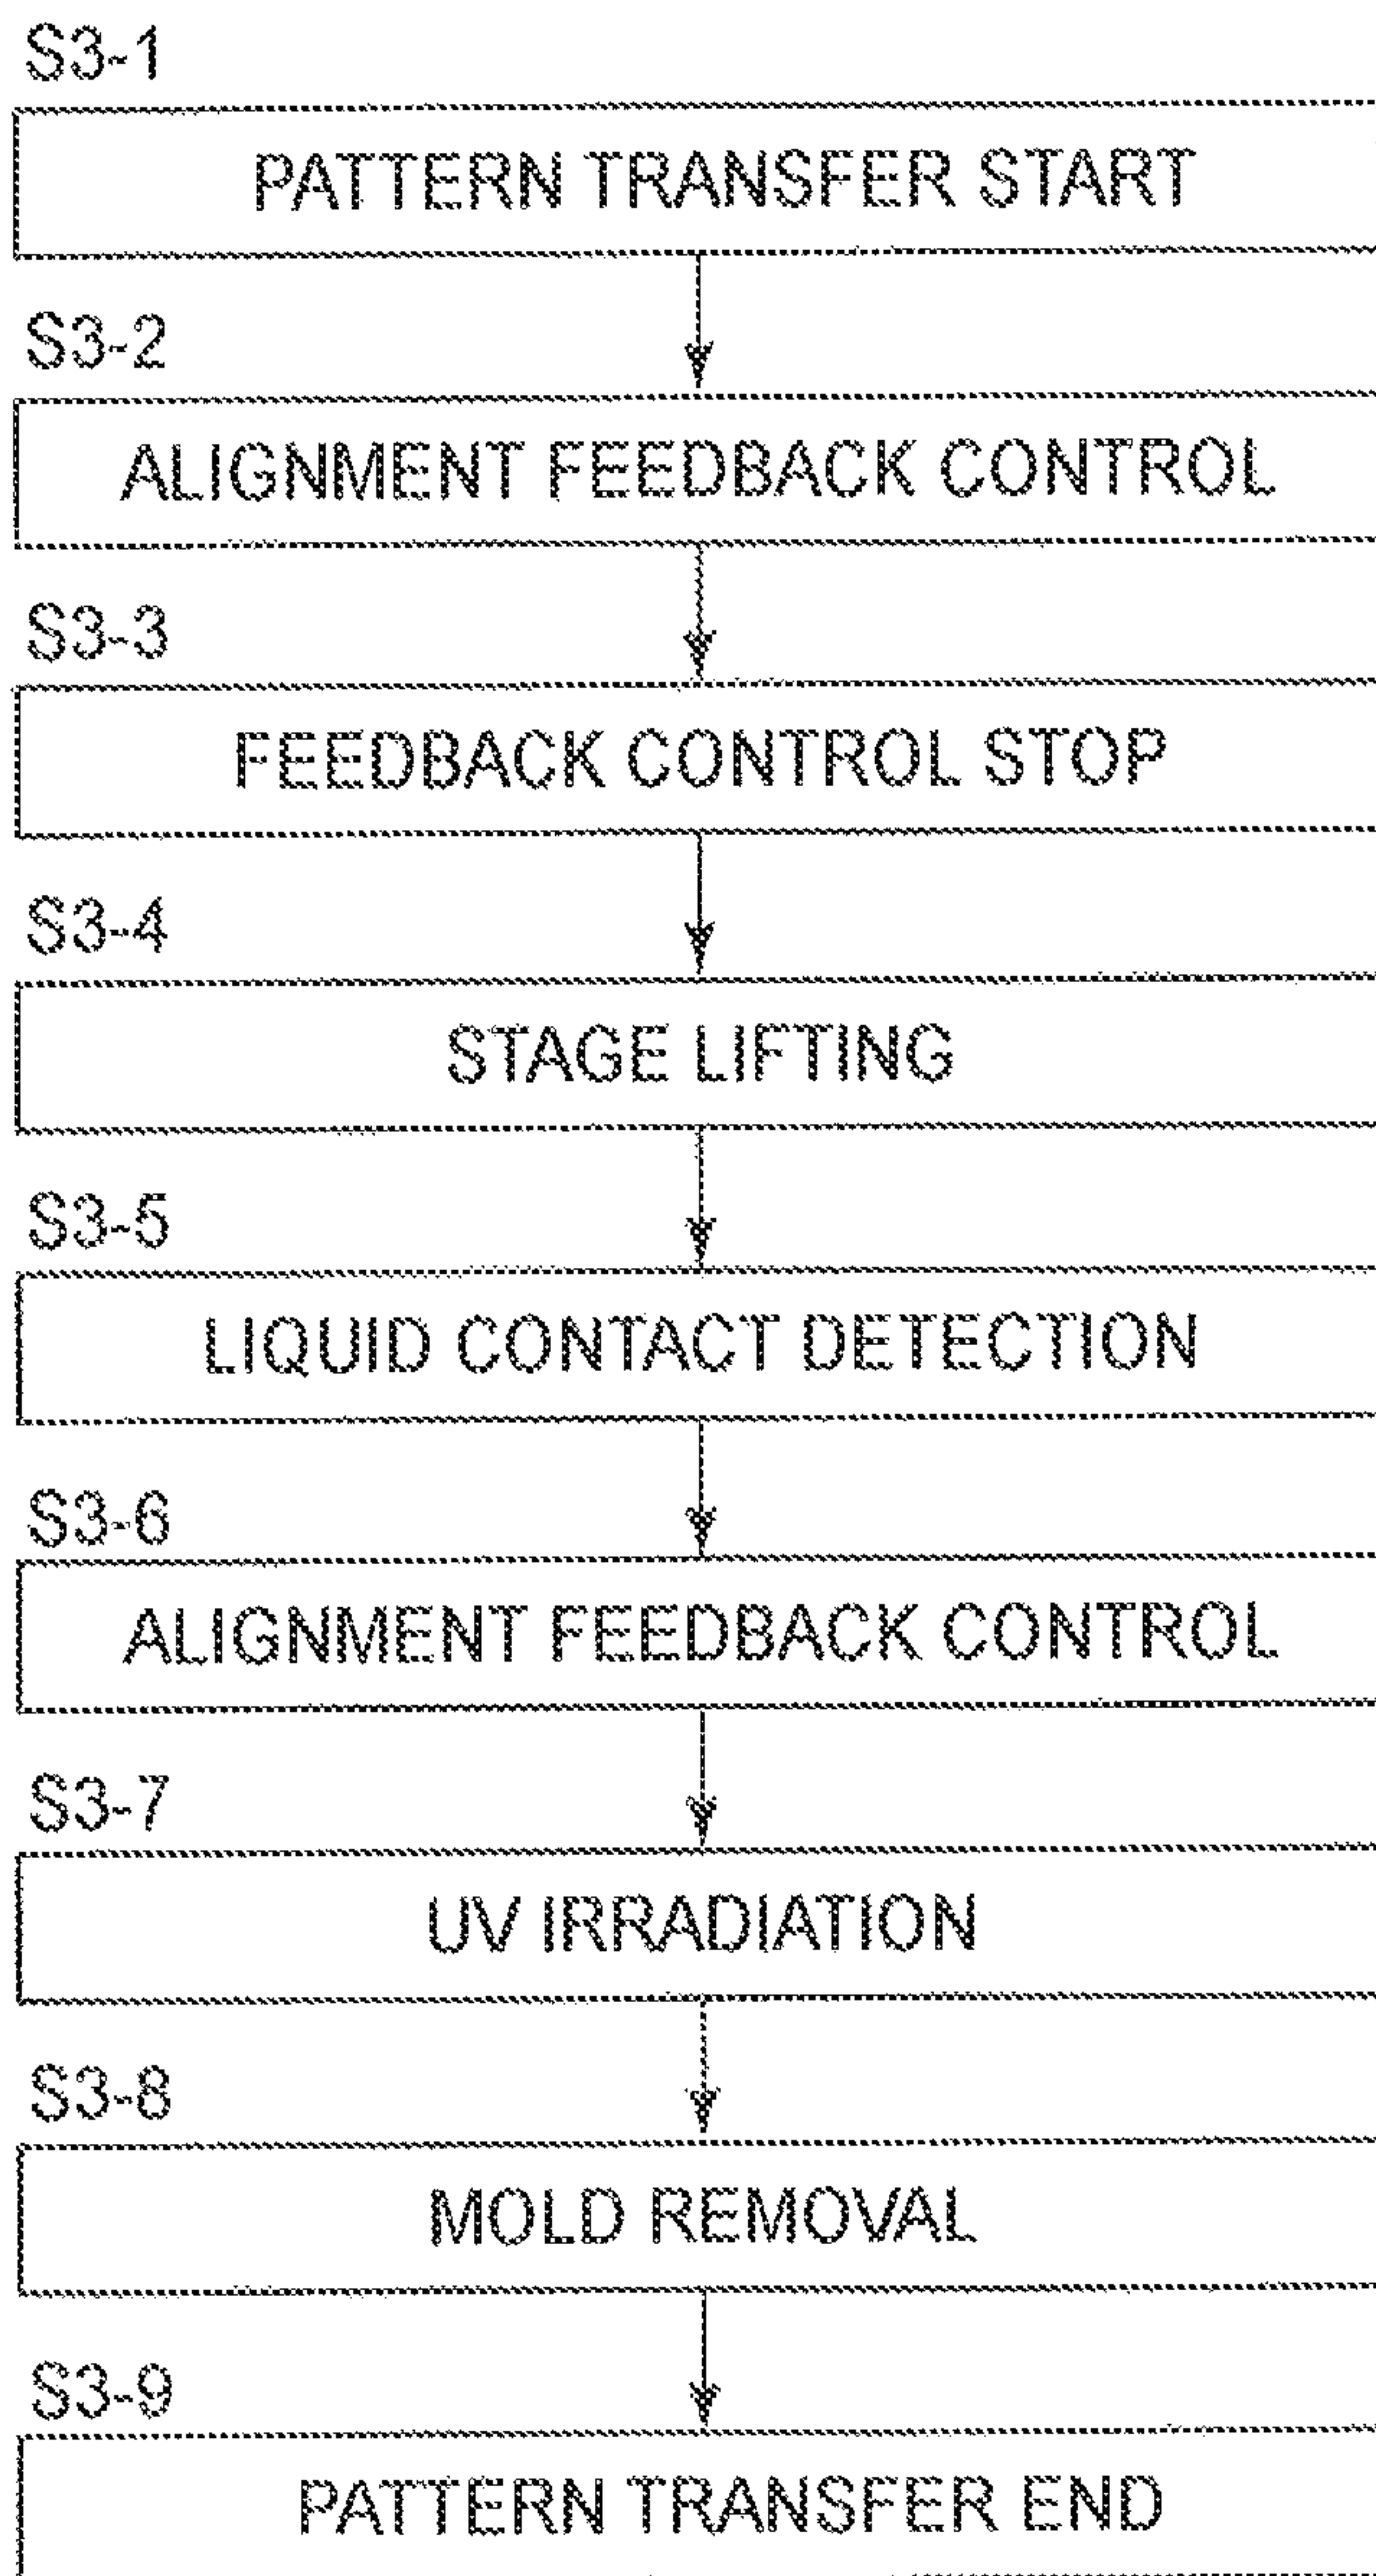 S3-1
PATTERN TRANSFER START
S3-2
ALIGNMENT FEEDBACK CONTROL
S3-3
FEEDBACK CONTROL STOP
S3-4
STAGE LIFTING
S3-5
LIQUID CONTACT DETECTION
S3-6
ALIGNMENT FEEDBACK CONTROL
S3-7
UV IRRADIATION
S3-8
MOLD REMOVAL
S3-9
PATTERN TRANSFER END